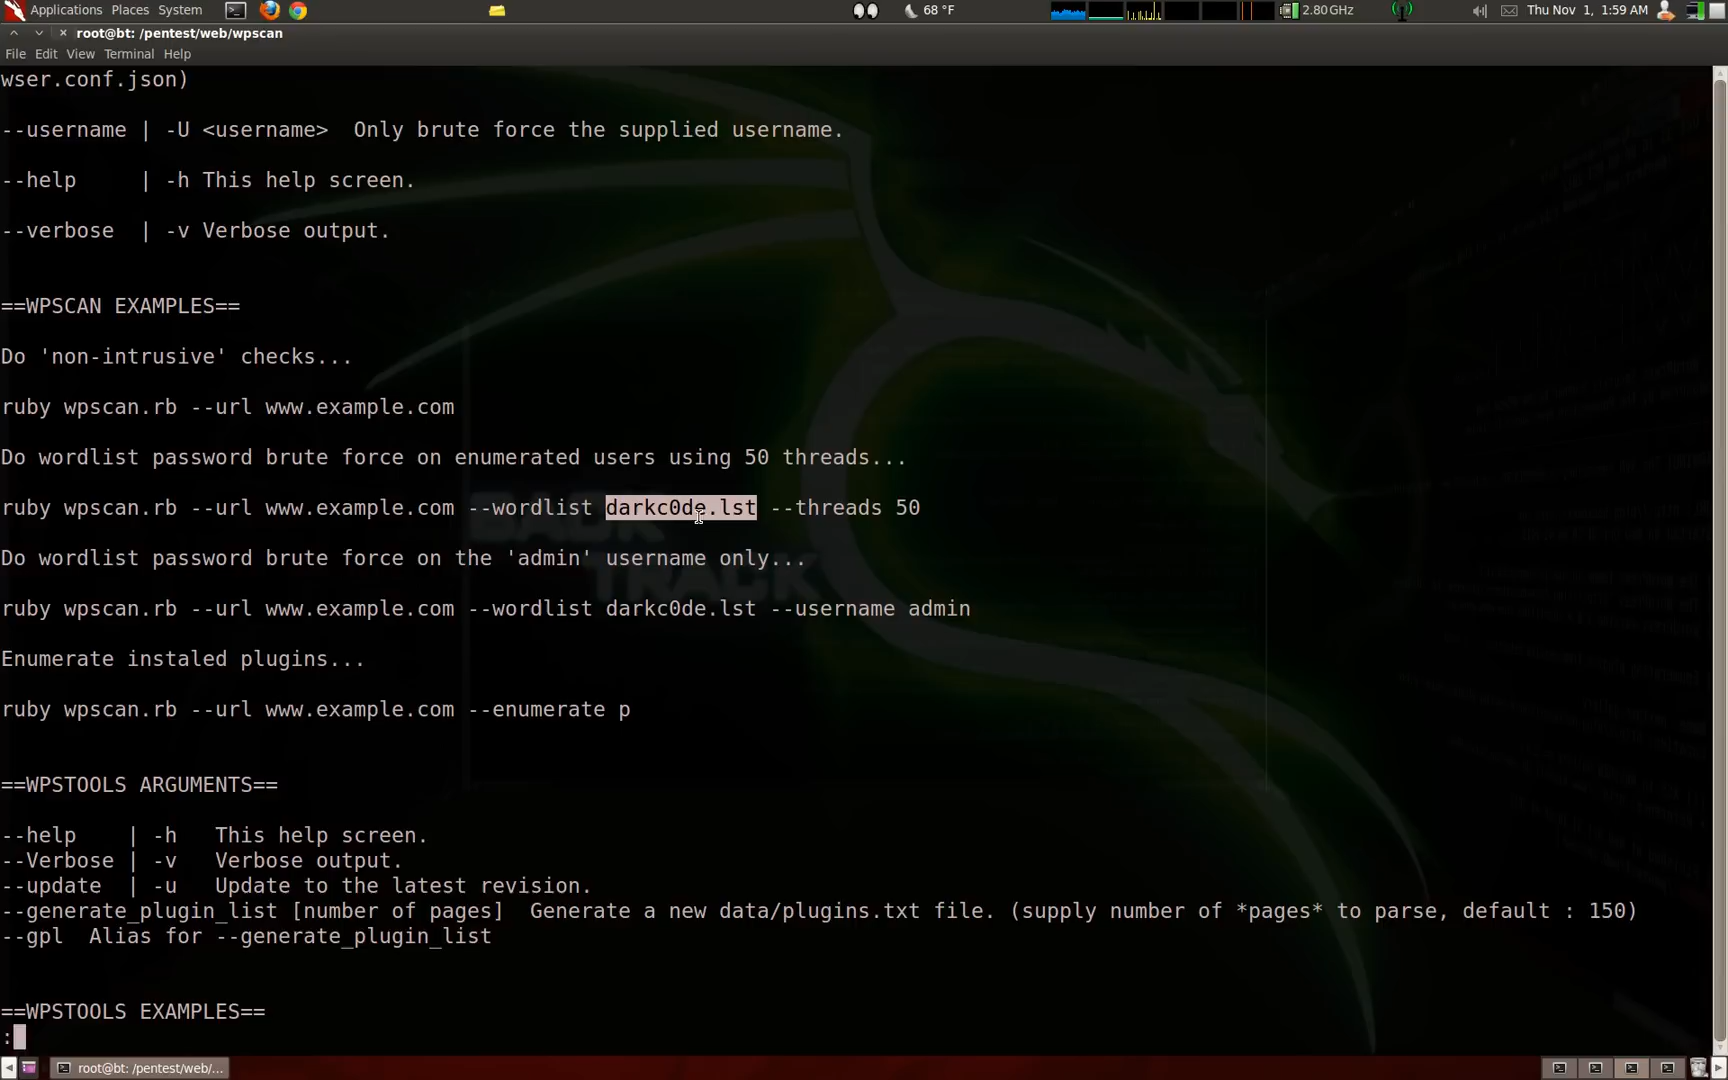 Applications Places System 68 °F 2.80 GHz Thu Nov 1, 1:59 AM
root@bt: /pentest/web/wpscan
File Edit View Terminal Help
wser.conf.json)
--username | -U <username>  Only brute force the supplied username.
--help     | -h This help screen.
--verbose  | -v Verbose output.
==WPSCAN EXAMPLES==
Do 'non-intrusive' checks...
ruby wpscan.rb --url www.example.com
Do wordlist password brute force on enumerated users using 50 threads...
ruby wpscan.rb --url www.example.com --wordlist darkc0de.lst --threads 50
Do wordlist password brute force on the 'admin' username only...
ruby wpscan.rb --url www.example.com --wordlist darkc0de.lst --username admin
Enumerate instaled plugins...
ruby wpscan.rb --url www.example.com --enumerate p
==WPSTOOLS ARGUMENTS==
--help    | -h   This help screen.
--Verbose | -v   Verbose output.
--update  | -u   Update to the latest revision.
--generate_plugin_list [number of pages]  Generate a new data/plugins.txt file. (supply number of *pages* to parse, default : 150)
--gpl  Alias for --generate_plugin_list
==WPSTOOLS EXAMPLES==
:
BACK
TRACK
root@bt: /pentest/web/...